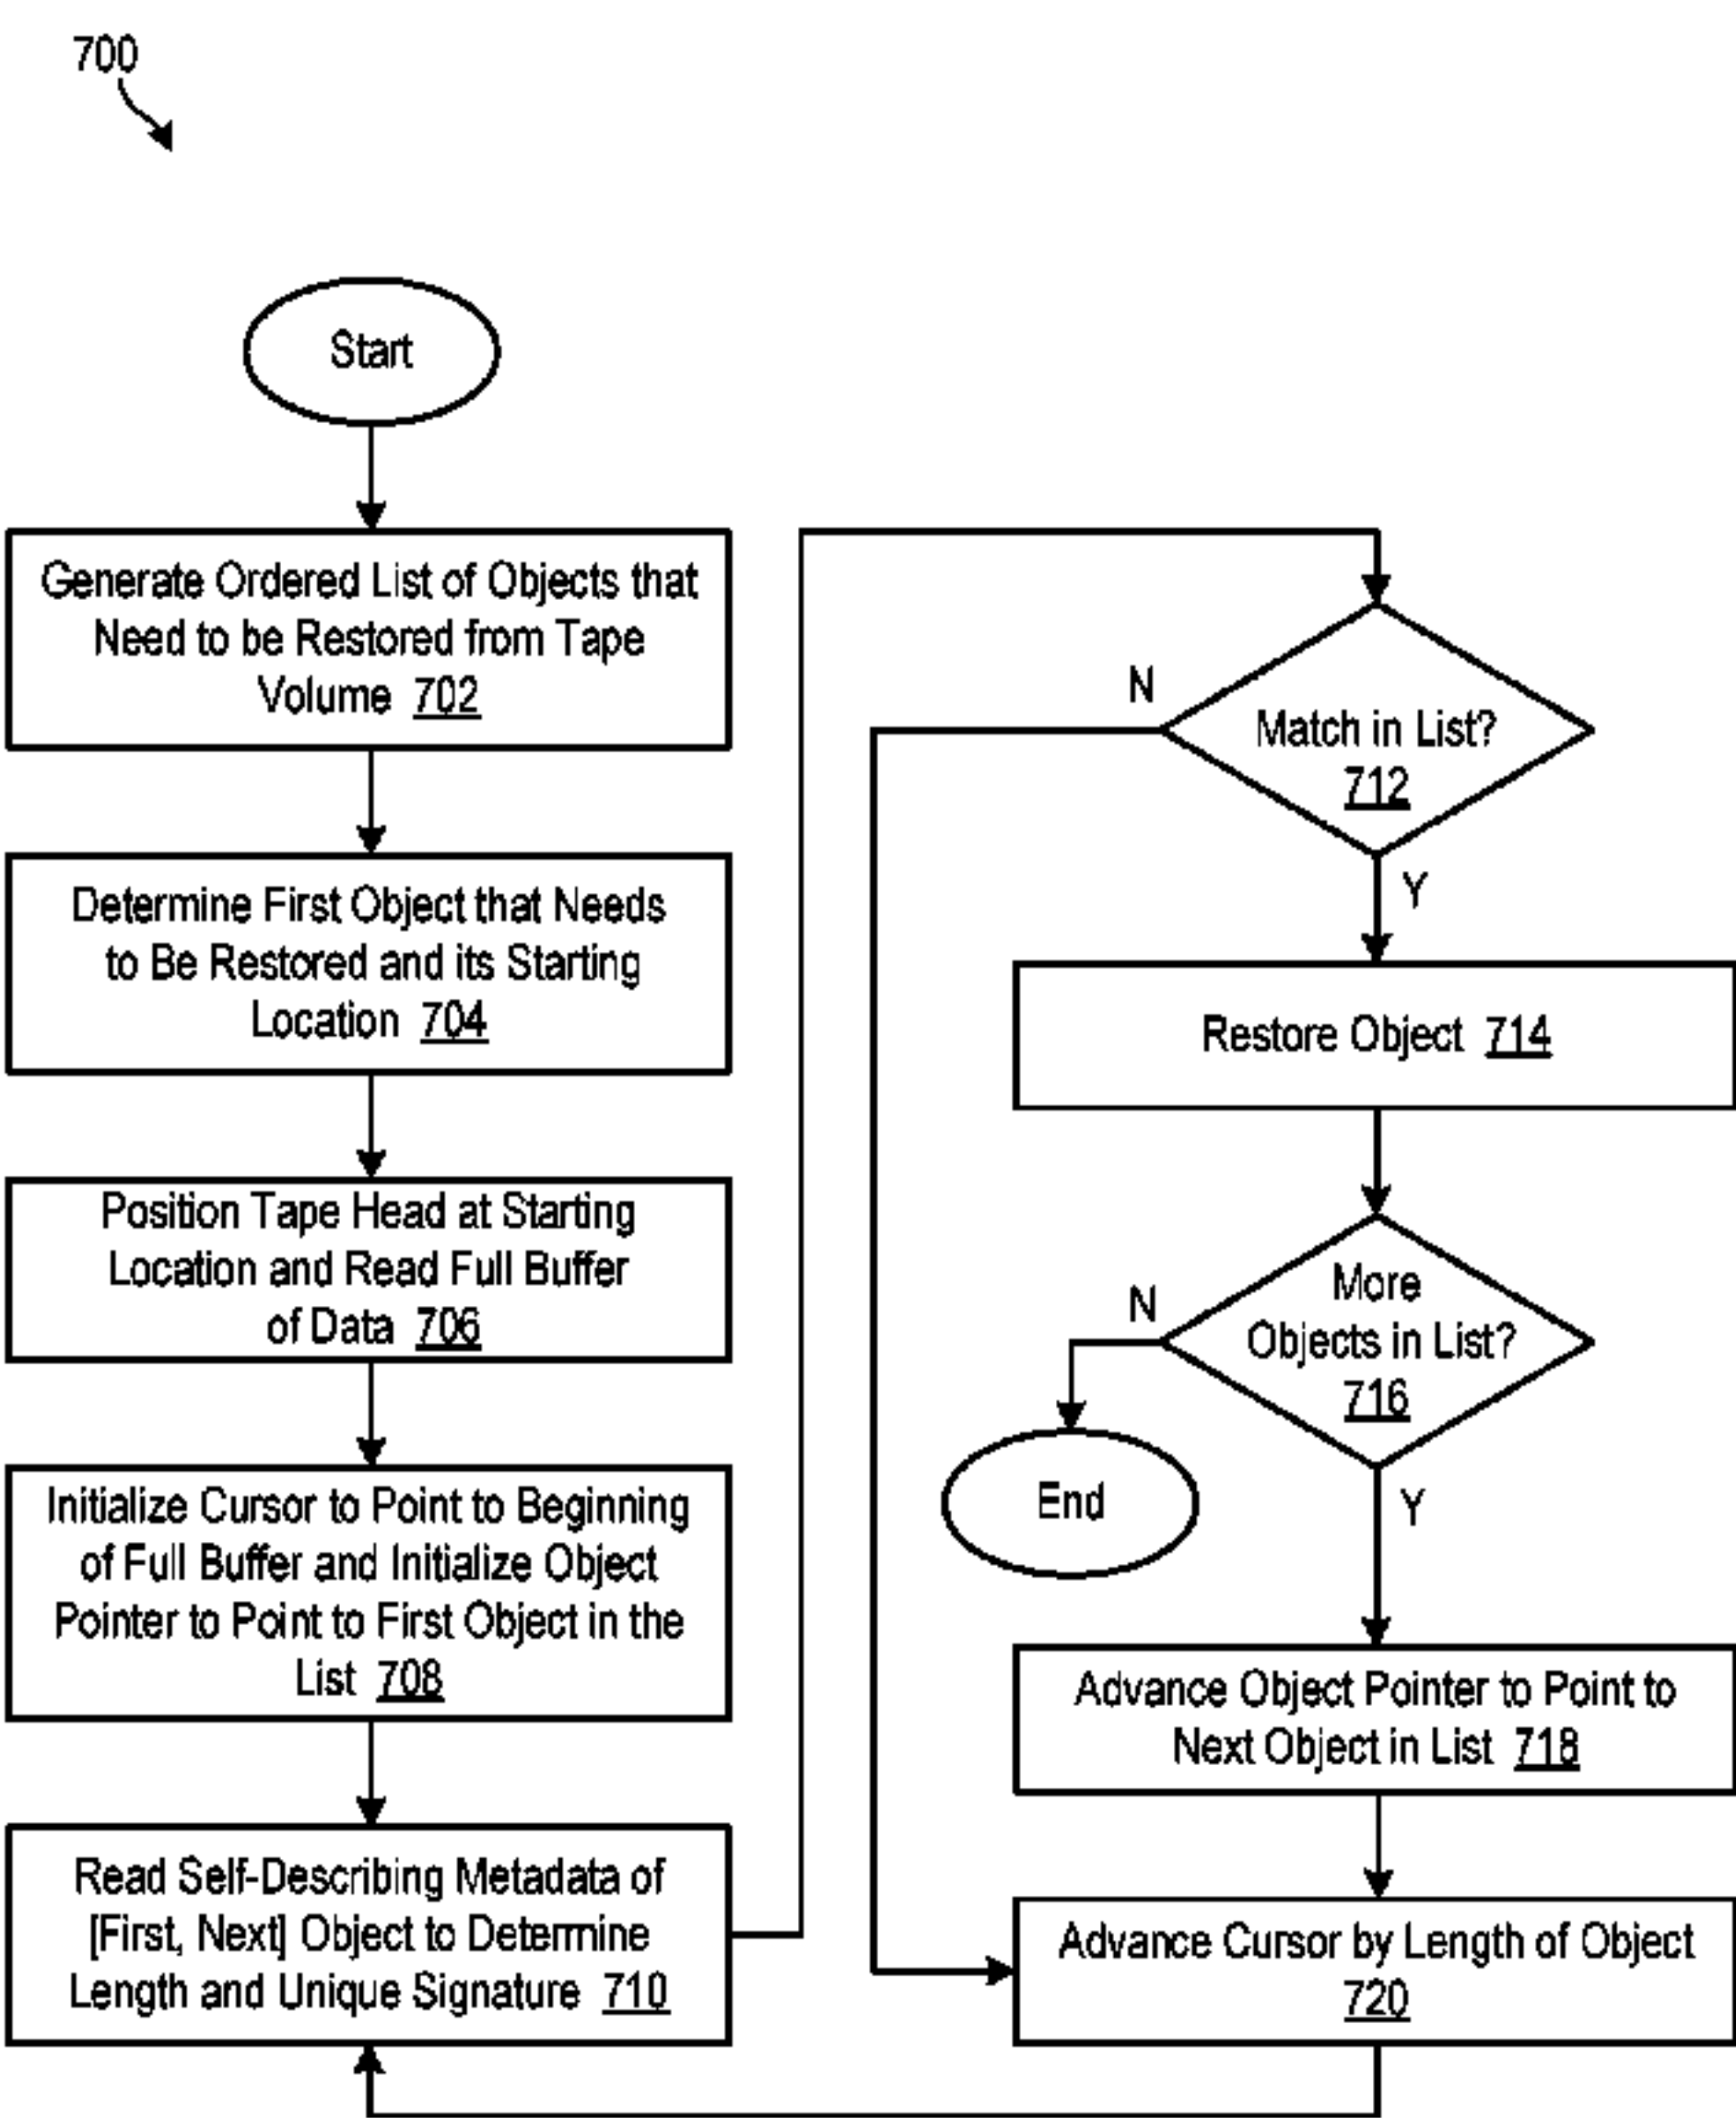 700
Start
Generate Ordered List of Objects that
Need to be Restored from Tape
Volume 702
Determine First Object that Needs
to Be Restored and its Starting
Location 704
Position Tape Head at Starting
Location and Read Full Buffer
of Data 706
Initialize Cursor to Point to Beginning
of Full Buffer and Initialize Object
Pointer to Point to First Object in the
List 708
Read Self-Describing Metadata of
[First, Next] Object to Determine
Length and Unique Signature 710
N
Match in List?
712
Y
Restore Object 714
N
More
Objects in List?
716
End
Y
Advance Object Pointer to Point to
Next Object in List 718
Advance Cursor by Length of Object
720